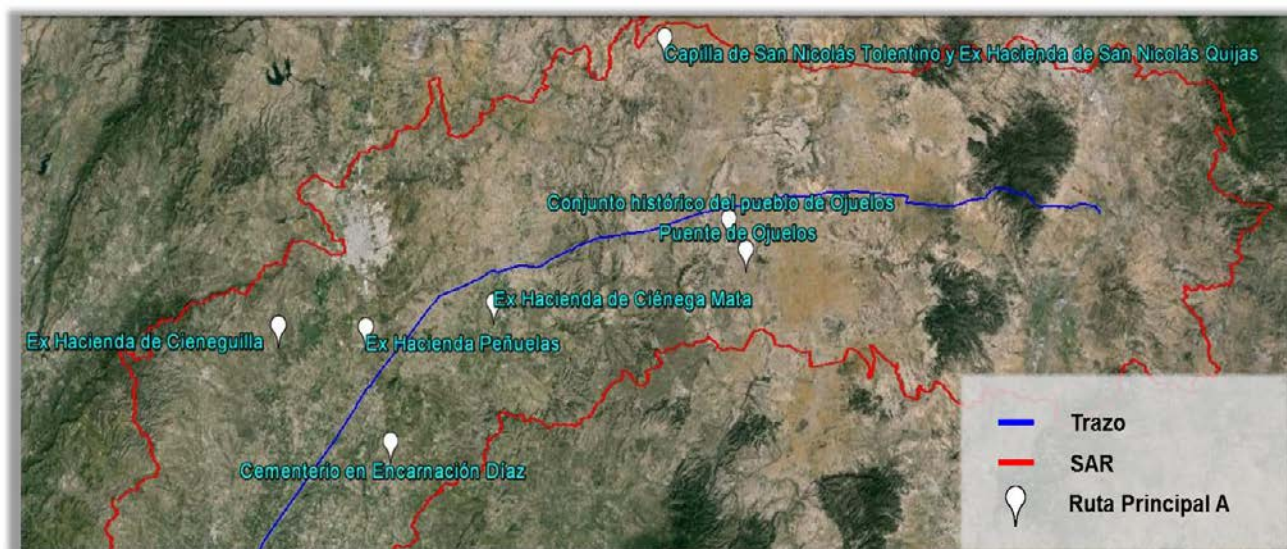 Capilla de San Nicolás Tolentino y Ex Hacienda de San Nicolás Quijas
Conjunto histórico del pueblo de Ojuelos
Puente de Ojuelos
Ex Hacienda de Ciénega Mata
Ex Hacienda de Cieneguilla
Ex Hacienda Peñuelas
Cementerio en Encarnación Díaz
Trazo
SAR
Ruta Principal A